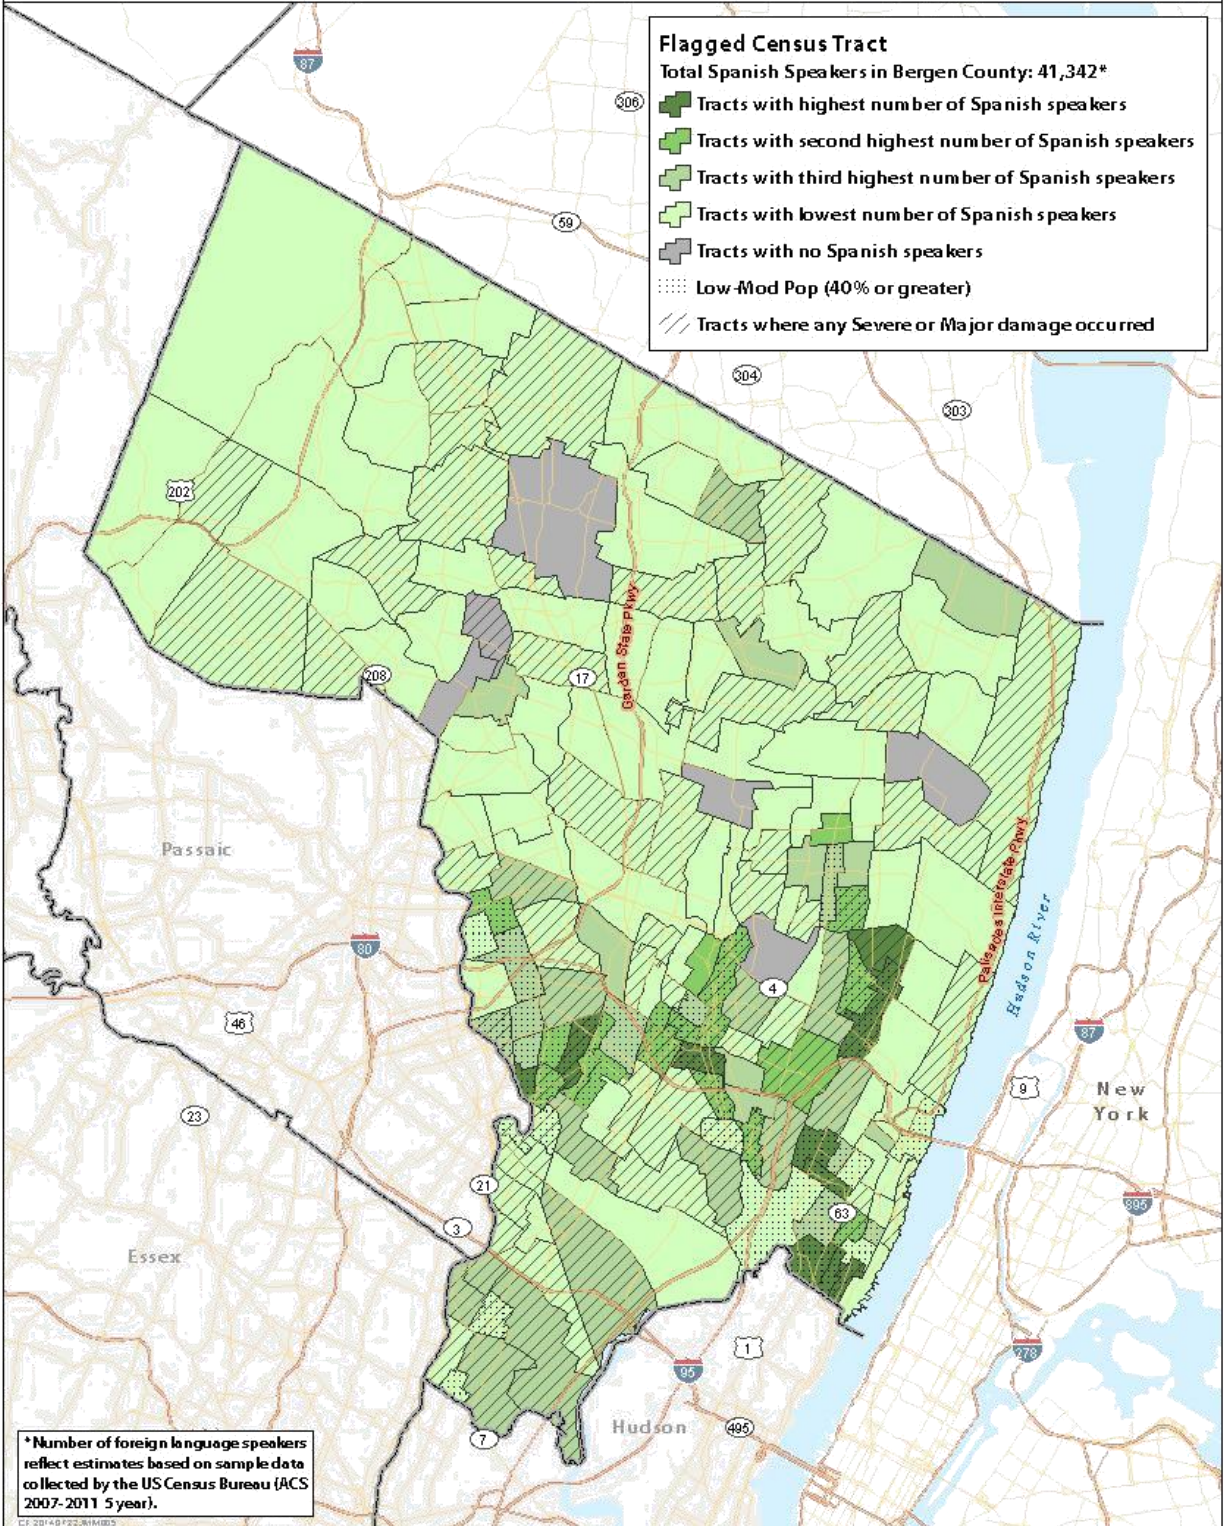 Flagged Census Tract
Total Spanish Speakers in Bergen County: 41,342*
Tracts with highest number of Spanish speakers
Tracts with second highest number of Spanish speakers
Tracts with third highest number of Spanish speakers
Tracts with lowest number of Spanish speakers
Tracts with no Spanish speakers
Low-Mod Pop (40% or greater)
Tracts where any Severe or Major damage occurred
87
306
59
304
303
202
208
17
Garden State Pkwy
Passaic
Palisades Interstate Pkwy
Hudson River
80
4
46
87
9
New
York
23
21
63
895
3
Essex
1
278
95
Hudson
495
7
*Number of foreign language speakers
reflect estimates based on sample data
collected by the US Census Bureau (ACS
2007-2011 5 year).